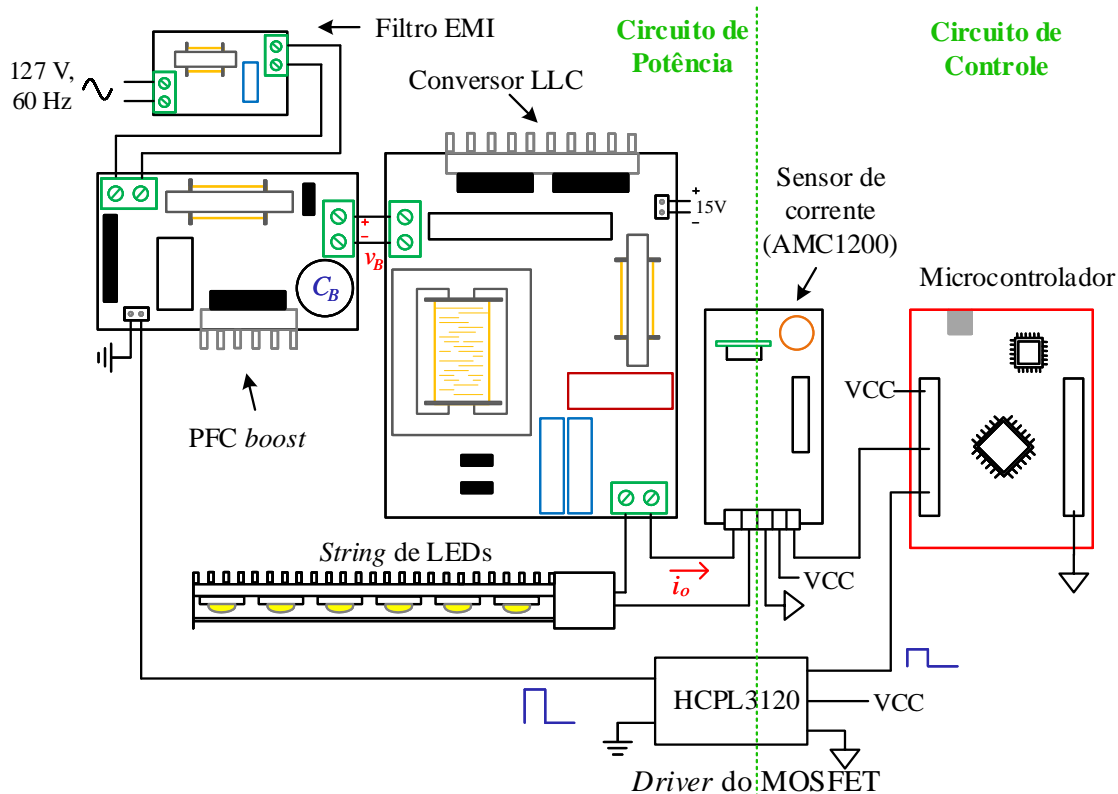 Filtro EMI
127 V,
60 Hz
Circuito de
Potência
Circuito de
Controle
Conversor LLC
+
15V
−
Sensor de
corrente
(AMC1200)
Microcontrolador
+
−
v_B
C_B
VCC
PFC boost
String de LEDs
i_o
VCC
HCPL3120
VCC
Driver do MOSFET